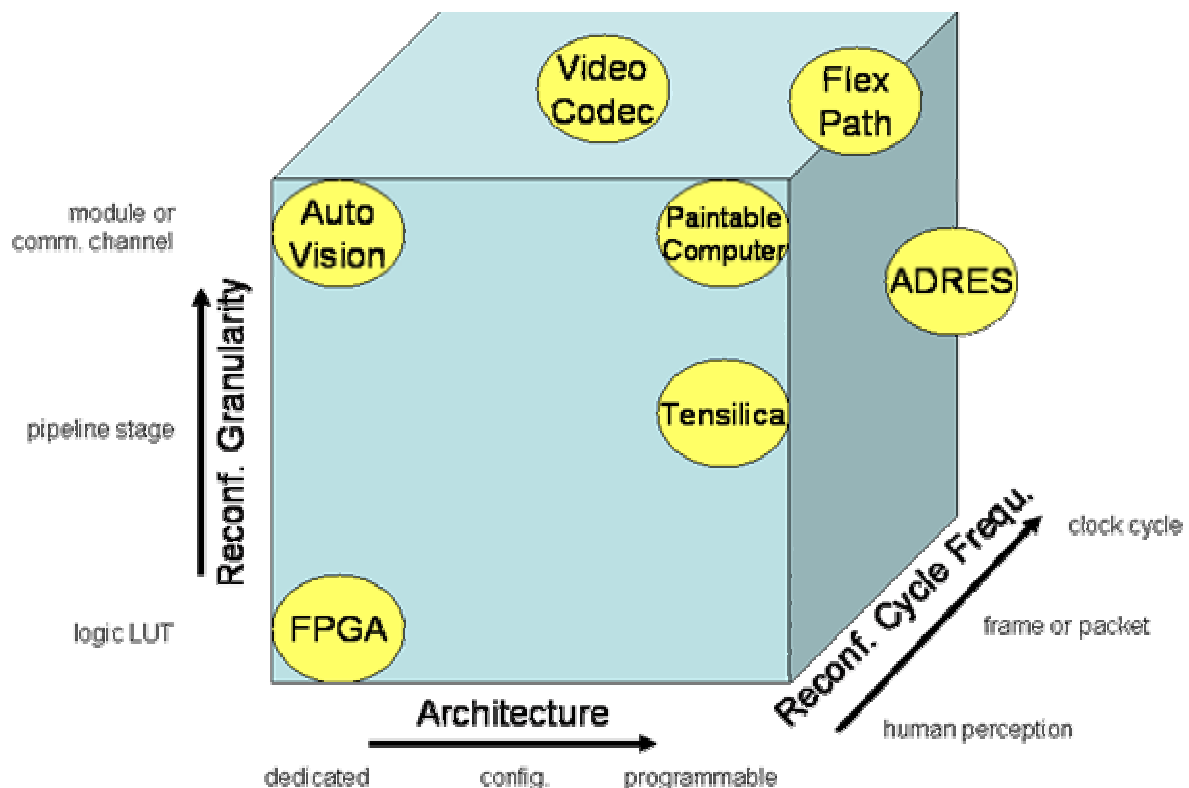 Video
Codec
Flex
Path
module or
comm. channel
Auto
Vision
Paintable
Computer
ADRES
Reconf. Granularity
pipeline stage
Tensilica
Reconf. Cycle Frequ.
clock cycle
logic LUT
FPGA
frame or packet
human perception
Architecture
dedicated config. programmable